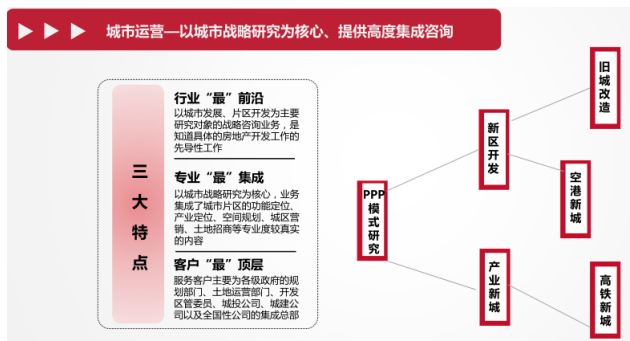 城市运营—以城市战略研究为核心、提供高度集成咨询
三大特点
行业“最”前沿
以城市发展、片区开发为主要
研究对象的战略咨询业务，是
知道具体的房地产开发工作的
先导性工作
专业“最”集成
以城市战略研究为核心，业务
集成了城市片区的功能定位、
产业定位、空间规划、城区营
销、土地招商等专业度较真实
的内容
客户“最”顶层
服务客户主要为各级政府的规
划部门、土地运营部门、开发
区管委员、城投公司、城建公
司以及全国性公司的集成总部
PPP模式研究
新区开发
产业新城
旧城改造
空港新城
高铁新城